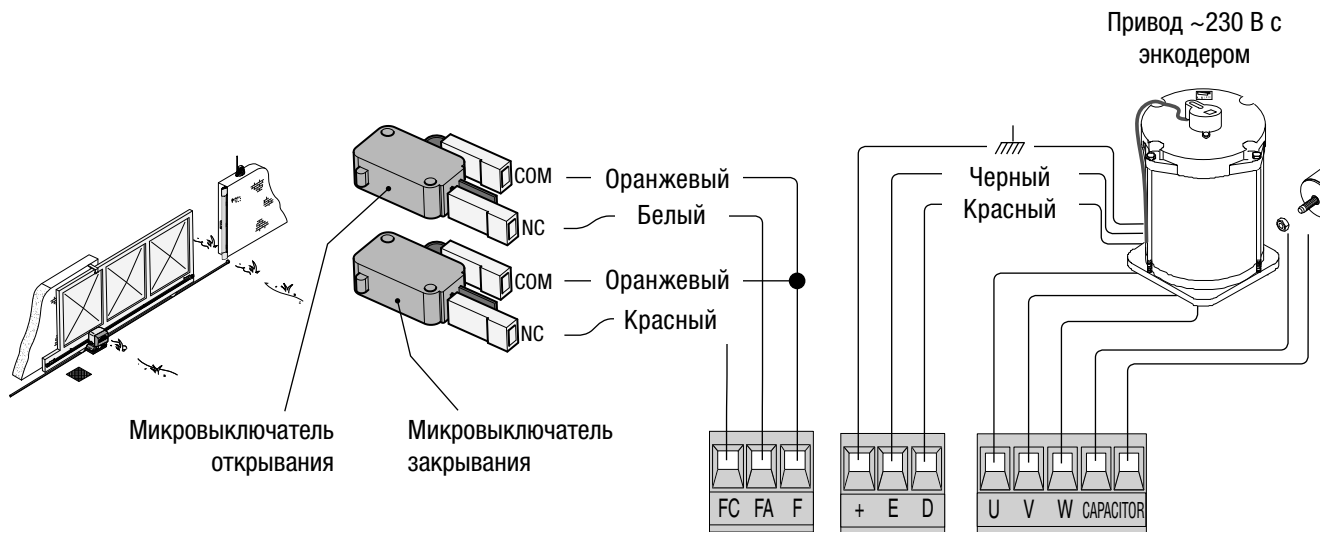 Привод ~230 В с
энкодером
COM
Оранжевый
NC
Белый
COM
Оранжевый
NC
Красный
Черный
Красный
Микровыключатель
открывания
Микровыключатель
закрывания
FC FA F
+ E D
U V W CAPACITOR